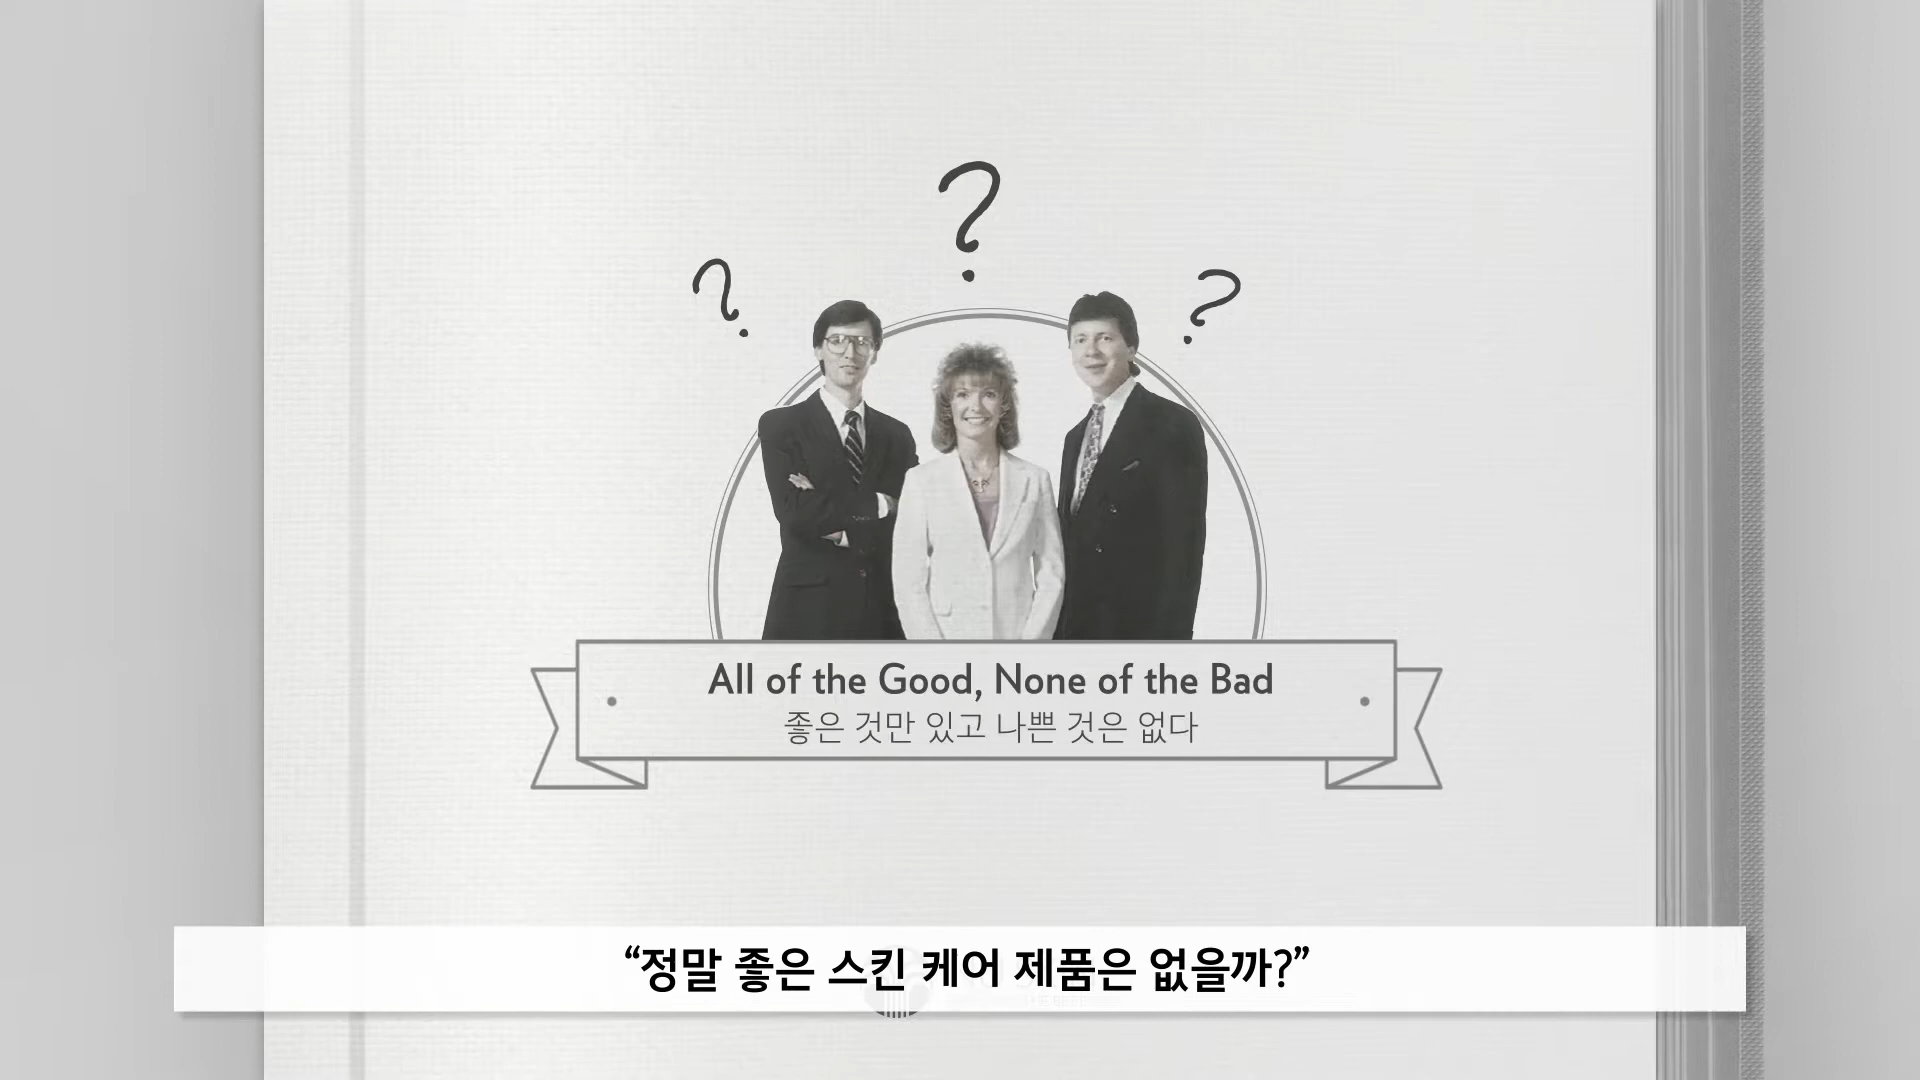 ?
?
?
All of the Good, None of the Bad
좋은 것만 있고 나쁜 것은 없다
“정말 좋은 스킨 케어 제품은 없을까?”